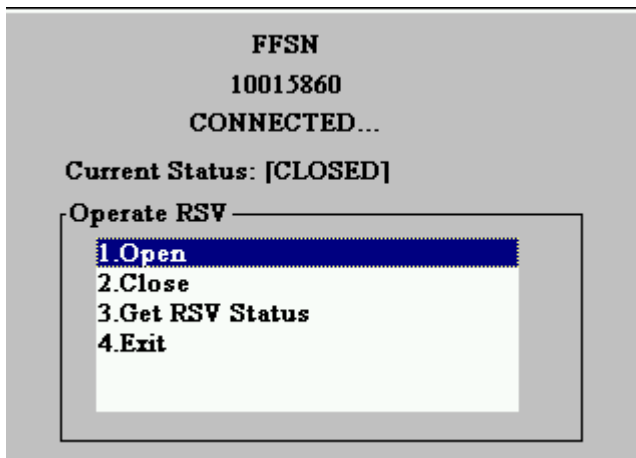 FFSN
10015860
CONNECTED...
Current Status: [CLOSED]
Operate RSV
1.Open
2.Close
3.Get RSV Status
4.Exit